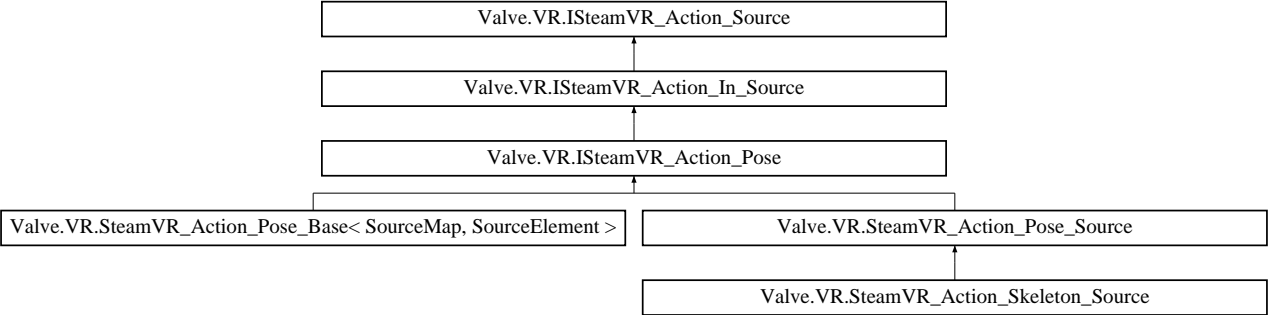 Valve.VR.ISteamVR_Action_Source
Valve.VR.ISteamVR_Action_In_Source
Valve.VR.ISteamVR_Action_Pose
Valve.VR.SteamVR_Action_Pose_Base< SourceMap, SourceElement >
Valve.VR.SteamVR_Action_Pose_Source
Valve.VR.SteamVR_Action_Skeleton_Source